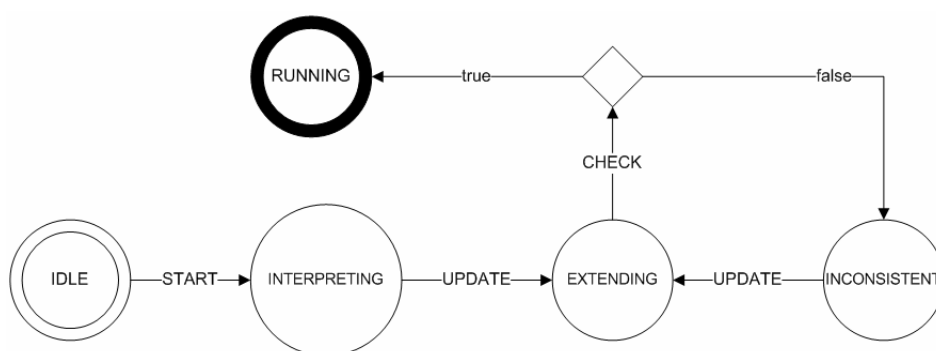 RUNNING
true
false
CHECK
IDLE
START
INTERPRETING
UPDATE
EXTENDING
UPDATE
INCONSISTENT